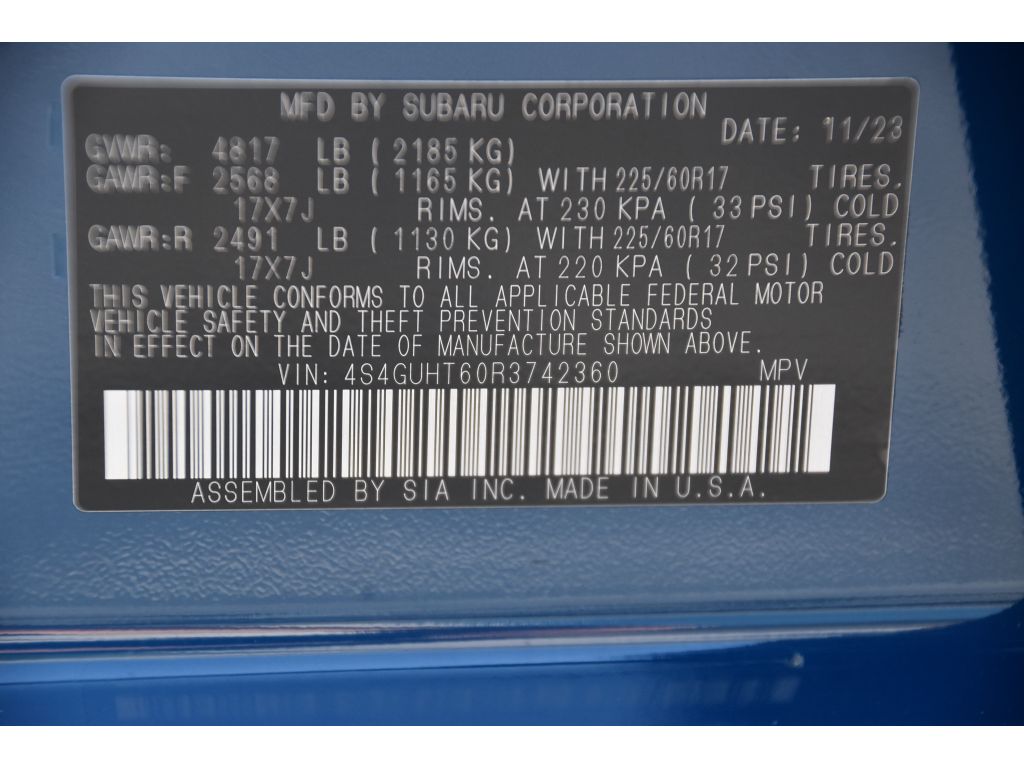 MFD BY SUBARU CORPORATION
DATE: 11/23
GVWR: 4817 LB ( 2185 KG)
GAWR:F 2568 LB ( 1165 KG) WITH 225/60R17 TIRES.
17X7J RIMS. AT 230 KPA ( 33 PSI) COLD
GAWR:R 2491 LB ( 1130 KG) WITH 225/60R17 TIRES.
17X7J RIMS. AT 220 KPA ( 32 PSI) COLD
THIS VEHICLE CONFORMS TO ALL APPLICABLE FEDERAL MOTOR
VEHICLE SAFETY AND THEFT PREVENTION STANDARDS
IN EFFECT ON THE DATE OF MANUFACTURE SHOWN ABOVE.
VIN: 4S4GUHT60R3742360 MPV
ASSEMBLED BY SIA INC. MADE IN U.S.A.